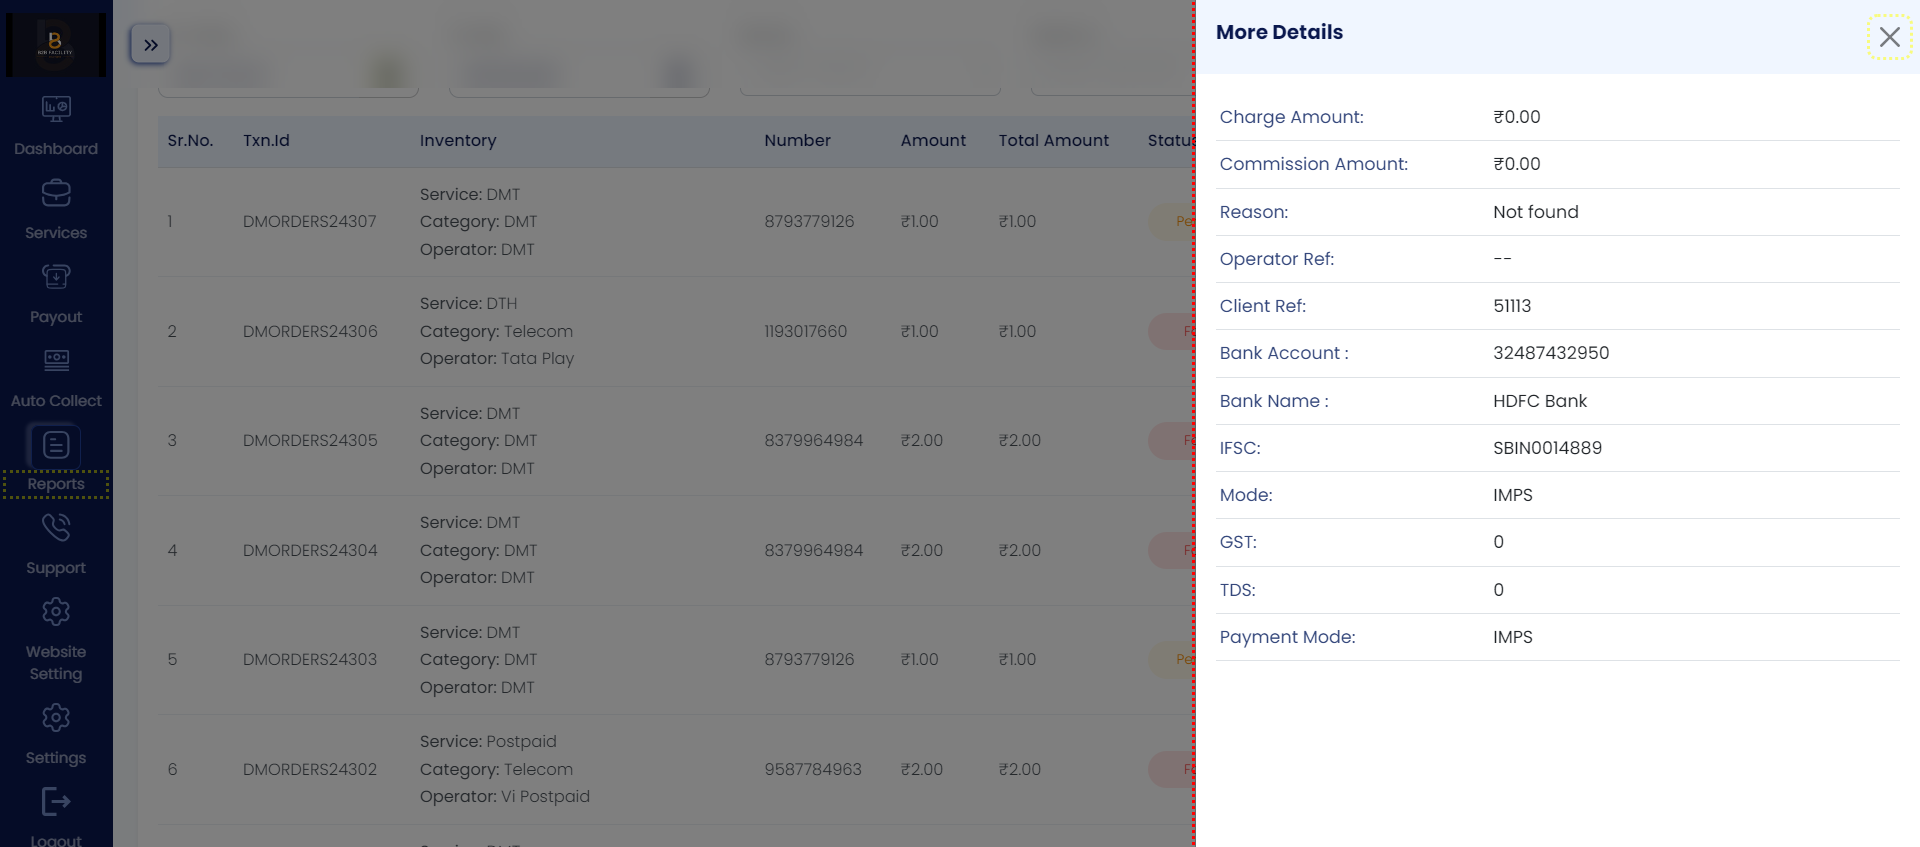 B2B FACILITY
Dashboard
Services
Payout
Auto Collect
Reports
Support
Website
Setting
Settings
Logout
Sr.No. Txn.Id Inventory Number Amount Total Amount
1 DMORDERS24307 Service: DMT Category: DMT Operator: DMT 8793779126 ₹1.00 ₹1.00
2 DMORDERS24306 Service: DTH Category: Telecom Operator: Tata Play 1193017660 ₹1.00 ₹1.00
3 DMORDERS24305 Service: DMT Category: DMT Operator: DMT 8379964984 ₹2.00 ₹2.00
4 DMORDERS24304 Service: DMT Category: DMT Operator: DMT 8379964984 ₹2.00 ₹2.00
5 DMORDERS24303 Service: DMT Category: DMT Operator: DMT 8793779126 ₹1.00 ₹1.00
6 DMORDERS24302 Service: Postpaid Category: Telecom Operator: Vi Postpaid 9587784963 ₹2.00 ₹2.00
More Details
Charge Amount: ₹0.00
Commission Amount: ₹0.00
Reason: Not found
Operator Ref: --
Client Ref: 51113
Bank Account : 32487432950
Bank Name : HDFC Bank
IFSC: SBIN0014889
Mode: IMPS
GST: 0
TDS: 0
Payment Mode: IMPS